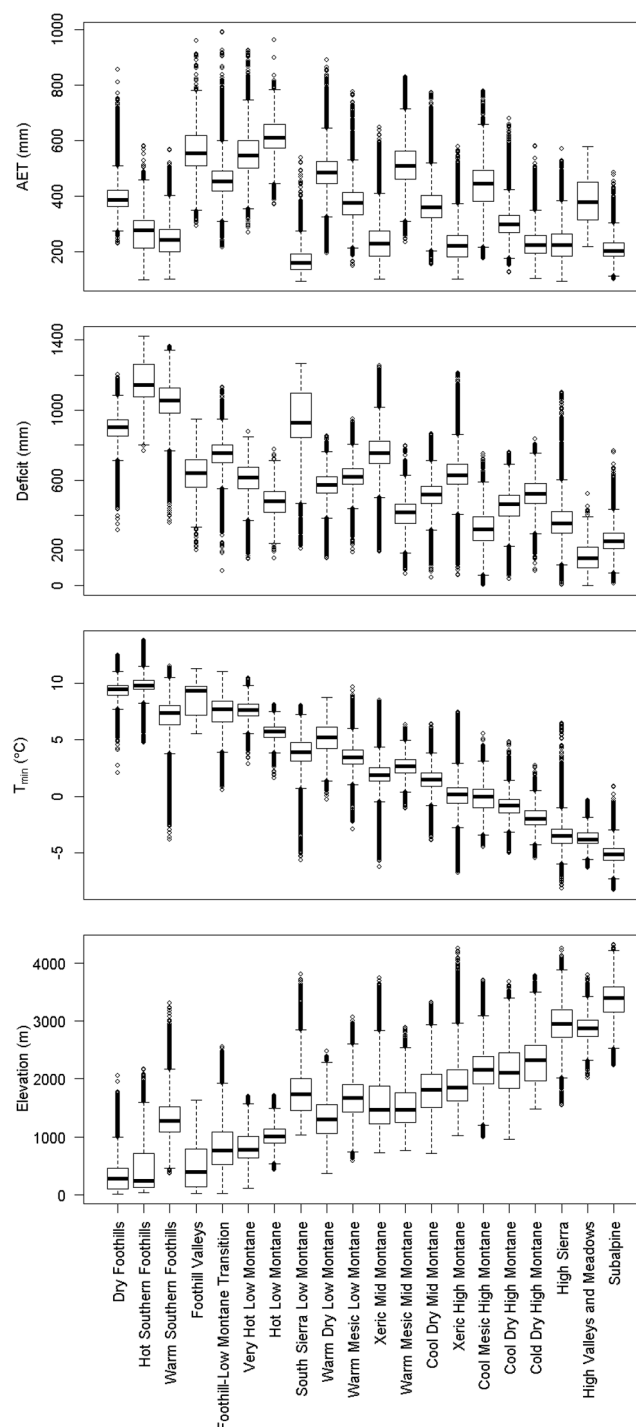 1000
800
600
400
200
AET (mm)
1400
1000
600
200
0
Deficit (mm)
10
5
0
−5
Tmin (°C)
4000
3000
2000
1000
0
Elevation (m)
Dry Foothills
Hot Southern Foothills
Warm Southern Foothills
Foothill Valleys
Foothill-Low Montane Transition
Very Hot Low Montane
Hot Low Montane
South Sierra Low Montane
Warm Dry Low Montane
Warm Mesic Low Montane
Xeric Mid Montane
Warm Mesic Mid Montane
Cool Dry Mid Montane
Xeric High Montane
Cool Mesic High Montane
Cool Dry High Montane
Cold Dry High Montane
High Sierra
High Valleys and Meadows
Subalpine